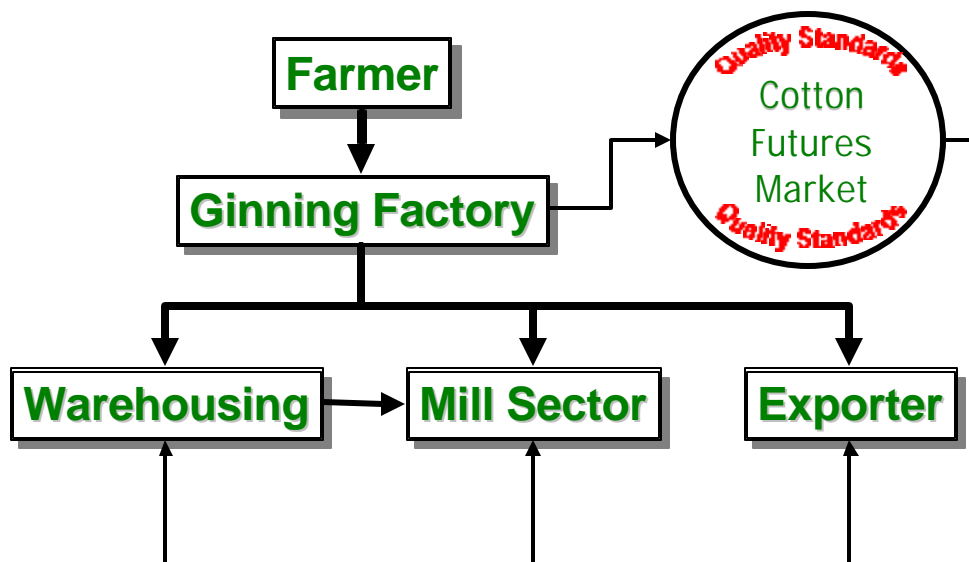 Farmer
Quality Standards
Cotton
Futures
Market
Quality Standards
Ginning Factory
Warehousing
Mill Sector
Exporter